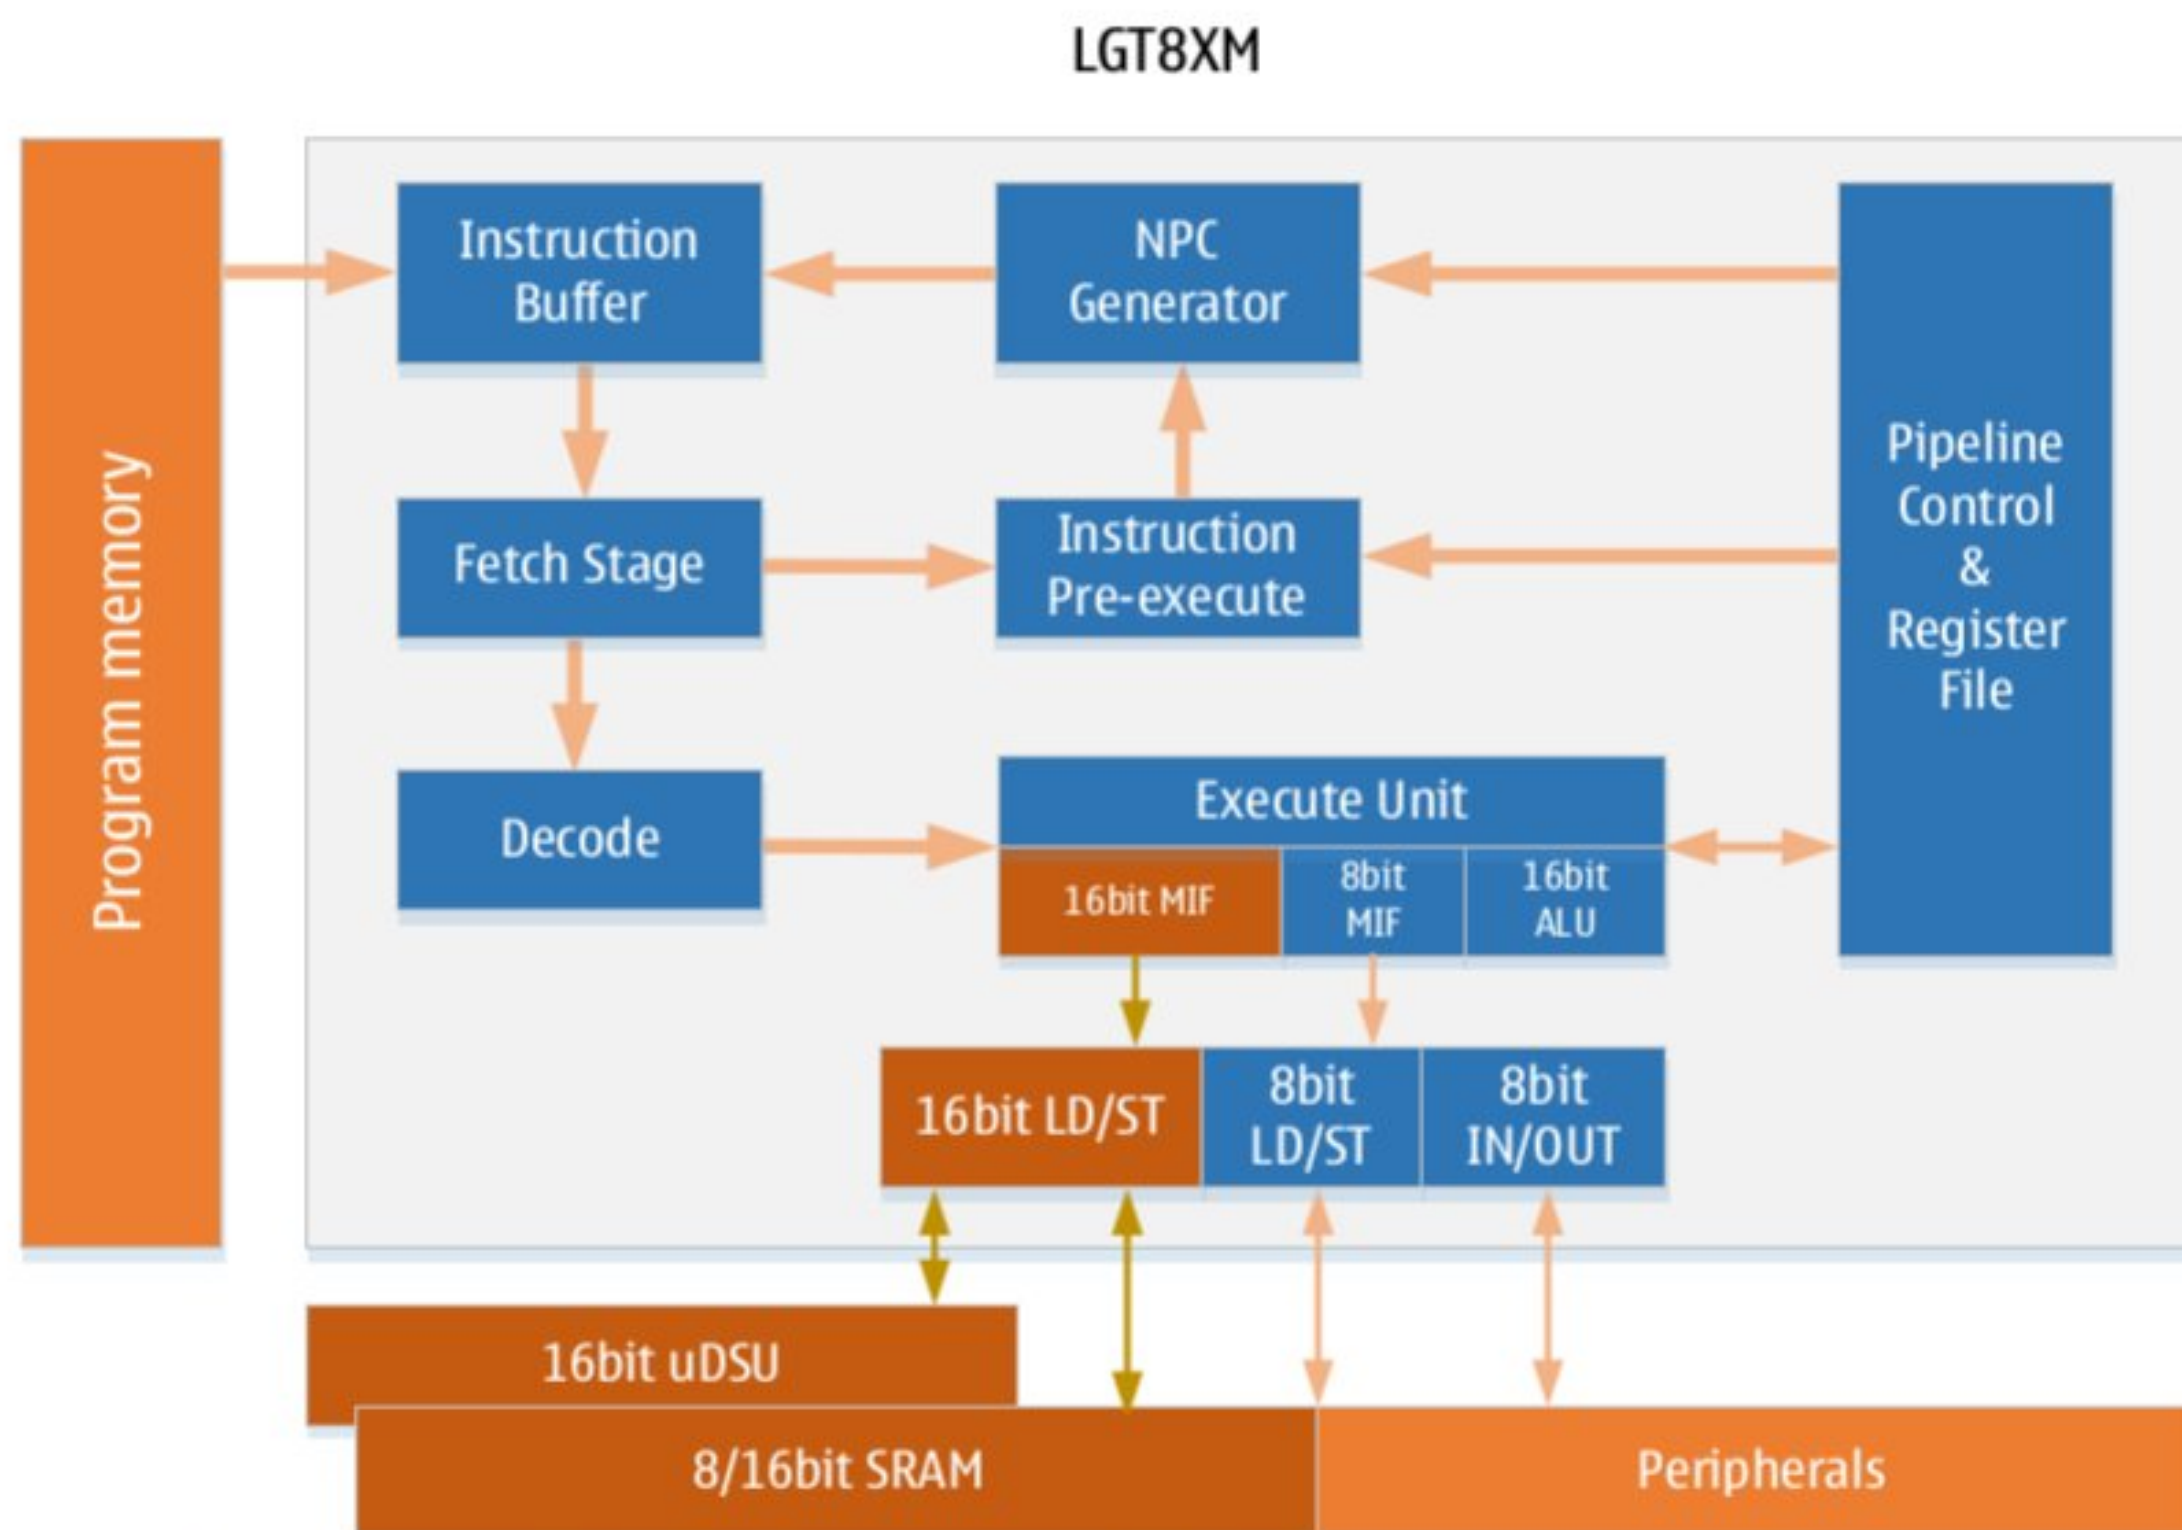 LGT8XM
Program memory
Instruction
Buffer
NPC
Generator
Pipeline
Control
&
Register
File
Fetch Stage
Instruction
Pre-execute
Decode
Execute Unit
16bit MIF
8bit
MIF
16bit
ALU
16bit LD/ST
8bit
LD/ST
8bit
IN/OUT
16bit uDSU
8/16bit SRAM
Peripherals